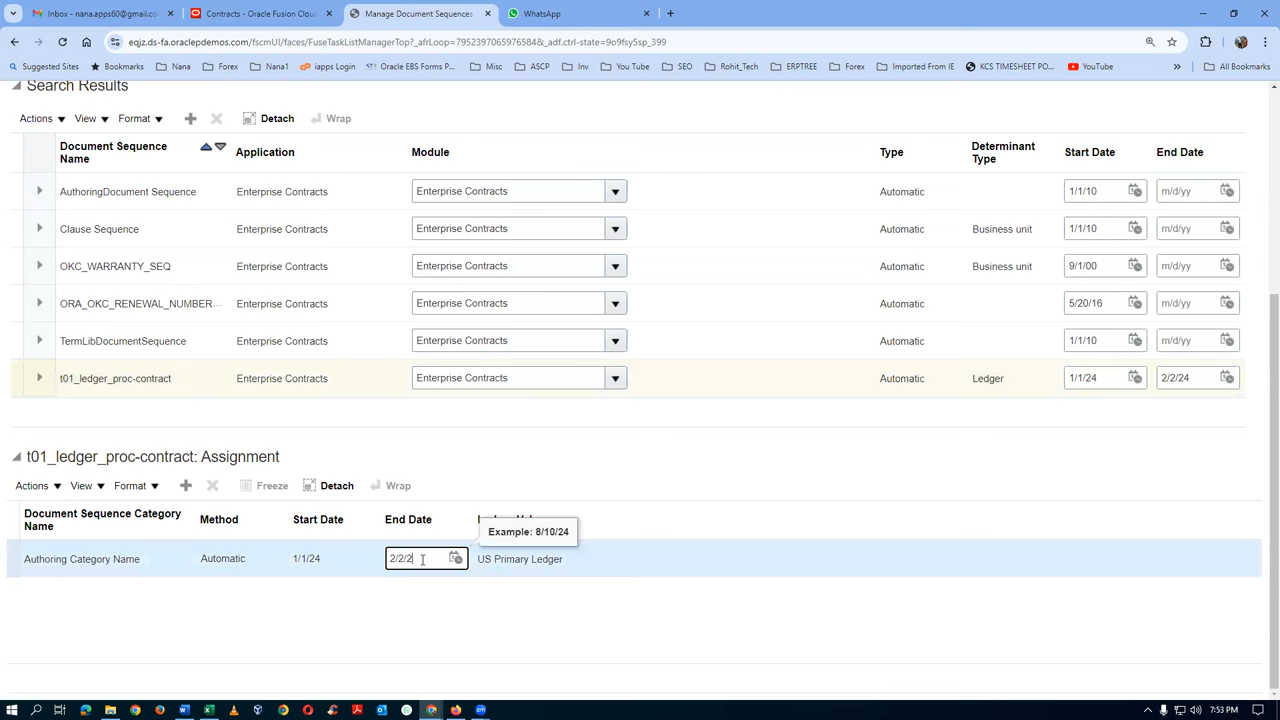 Inbox - nana.apps60@gmail.co
Contracts - Oracle Fusion Cloud
Manage Document Sequences
WhatsApp
eqjz.ds-fa.oraclepdemos.com/fscmUI/faces/FuseTaskListManagerTop?_afrLoop=79523970659765848&_adf.ctrl-state=9o9fsy5sp_399
Suggested Sites
Bookmarks
Nana
Forex
Nana1
iapps Login
Oracle EBS Forms P...
Misc
ASCP
Inv
You Tube
SEO
Rohit_Tech
ERPTREE
Forex
Imported From IE
KCS TIMESHEET PO...
YouTube
All Bookmarks
Search Results
Actions View Format Detach Wrap
Document Sequence Name
Application
Module
Type
Determinant Type
Start Date
End Date
AuthoringDocument Sequence Enterprise Contracts Enterprise Contracts Automatic 1/1/10 m/d/yy
Clause Sequence Enterprise Contracts Enterprise Contracts Automatic Business unit 1/1/10 m/d/yy
OKC_WARRANTY_SEQ Enterprise Contracts Enterprise Contracts Automatic Business unit 9/1/00 m/d/yy
ORA_OKC_RENEWAL_NUMBER... Enterprise Contracts Enterprise Contracts Automatic 5/20/16 m/d/yy
TermLibDocumentSequence Enterprise Contracts Enterprise Contracts Automatic 1/1/10 m/d/yy
t01_ledger_proc-contract Enterprise Contracts Enterprise Contracts Automatic Ledger 1/1/24 2/2/24
t01_ledger_proc-contract: Assignment
Actions View Format Freeze Detach Wrap
Document Sequence Category Name
Method
Start Date
End Date
Example: 8/10/24
Authoring Category Name Automatic 1/1/24 2/2/2 US Primary Ledger
7:53 PM